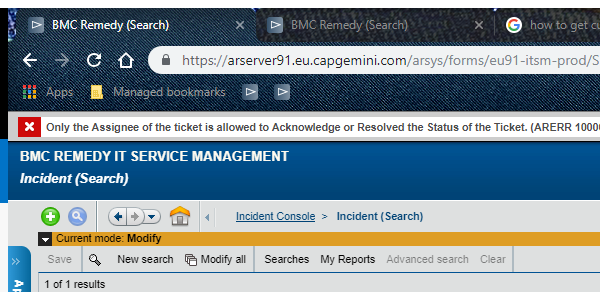 BMC Remedy (Search) × BMC Remedy (Search) × how to get cu
https://arserver91.eu.capgemini.com/arsys/forms/eu91-itsm-prod/S
Apps Managed bookmarks
Only the Assignee of the ticket is allowed to Acknowledge or Resolved the Status of the Ticket. (ARERR 1000
BMC REMEDY IT SERVICE MANAGEMENT
Incident (Search)
Incident Console > Incident (Search)
Current mode: Modify
Save New search Modify all Searches My Reports Advanced search Clear
1 of 1 results